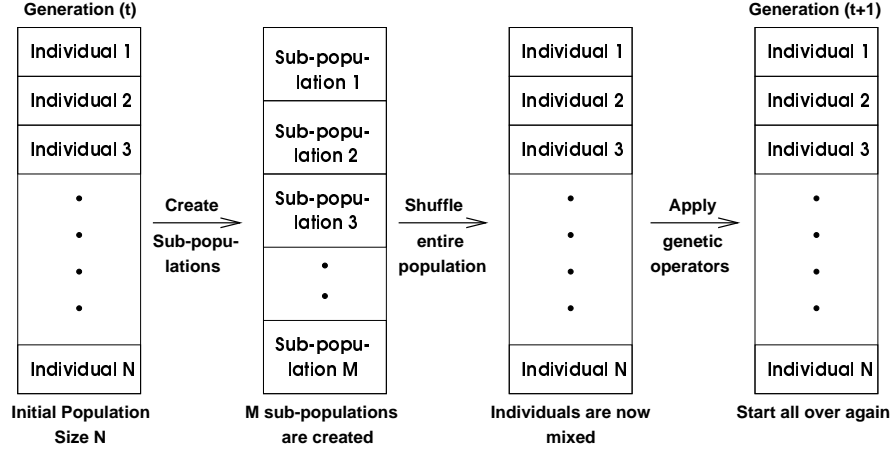 Generation (t)
Individual 1
Individual 2
Individual 3
Individual N
Initial Population
Size N
Create
Sub-popu-
lations
Sub-popu-
lation 1
Sub-popu-
lation 2
Sub-popu-
lation 3
Sub-popu-
lation M
M sub-populations
are created
Shuffle
entire
population
Individual 1
Individual 2
Individual 3
Individual N
Individuals are now
mixed
Apply
genetic
operators
Generation (t+1)
Individual 1
Individual 2
Individual 3
Individual N
Start all over again